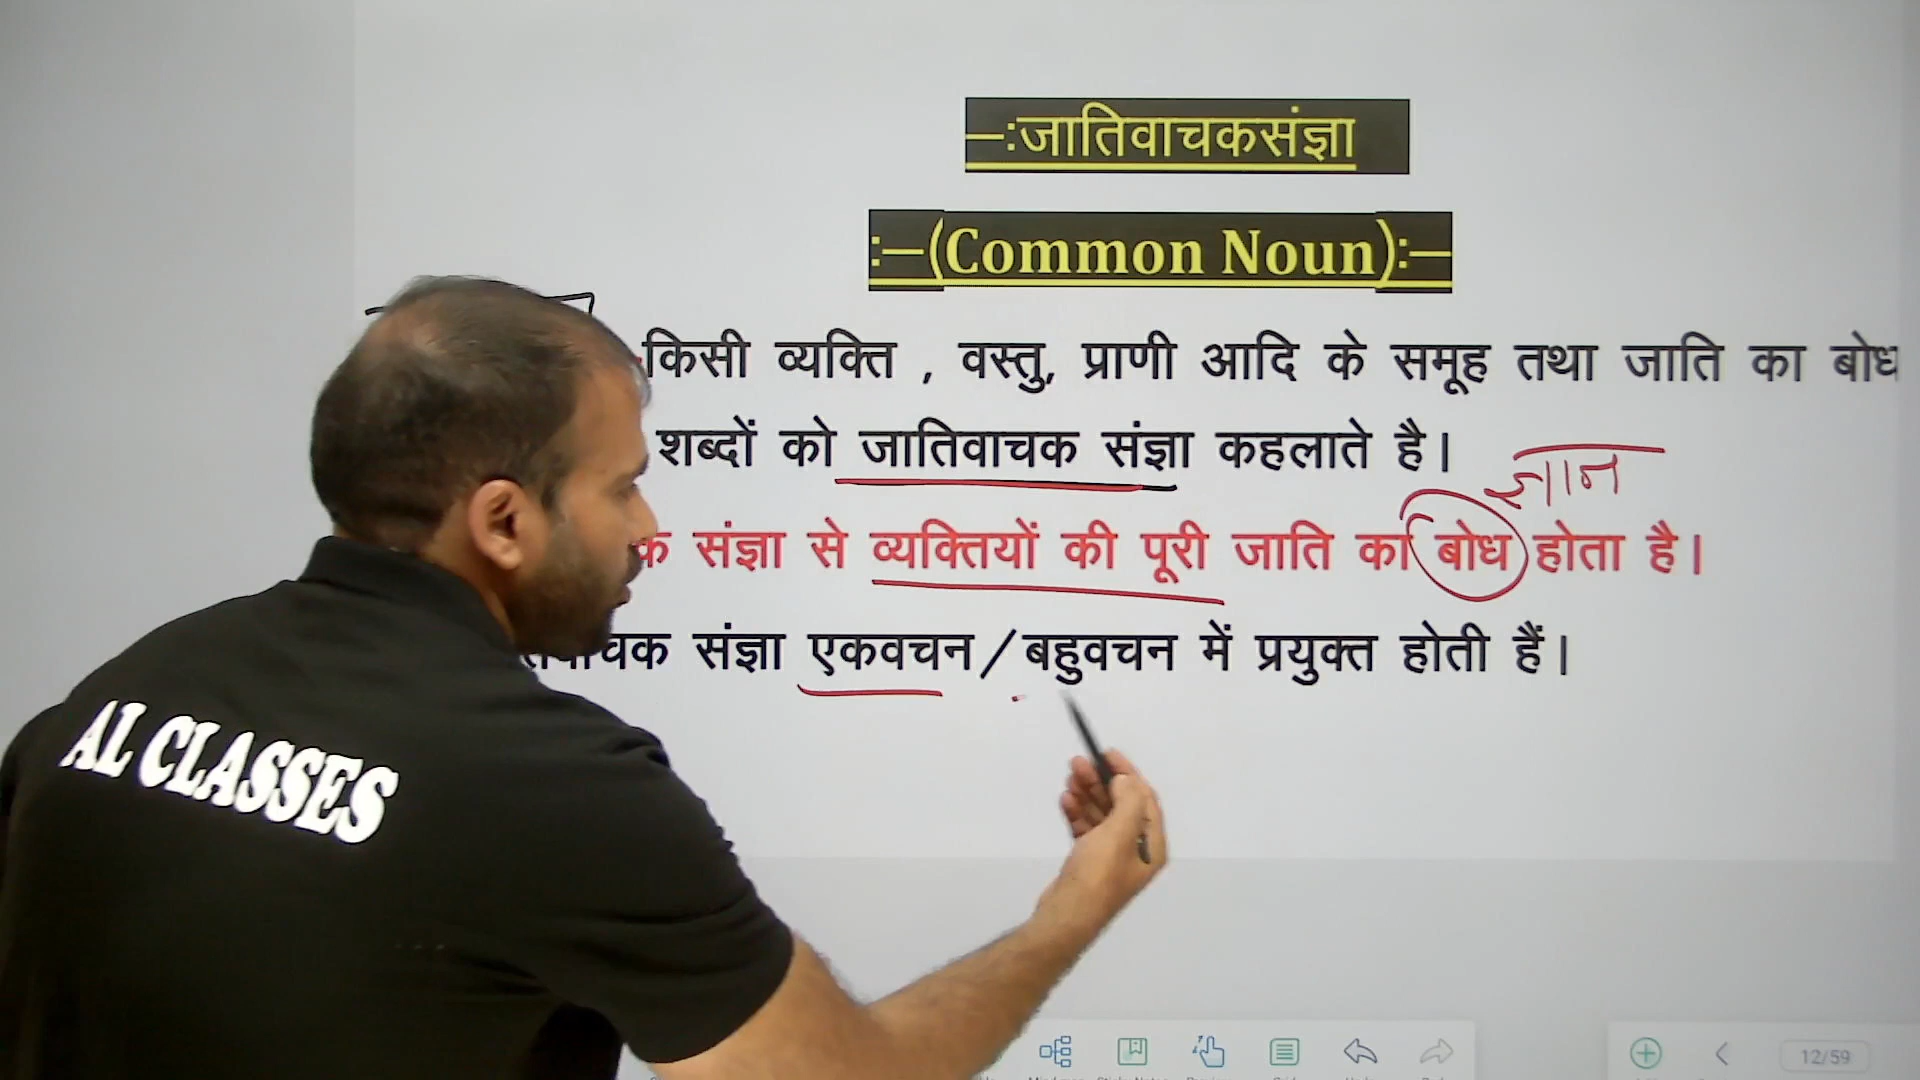 —:जातिवाचकसंज्ञा
:—(Common Noun):—
किसी व्यक्ति , वस्तु, प्राणी आदि के समूह तथा जाति का बोध
शब्दों को जातिवाचक संज्ञा कहलाते है।
ज्ञान
क संज्ञा से व्यक्तियों की पूरी जाति का बोध होता है।
वाचक संज्ञा एकवचन/बहुवचन में प्रयुक्त होती हैं।
AL CLASSES
12/59